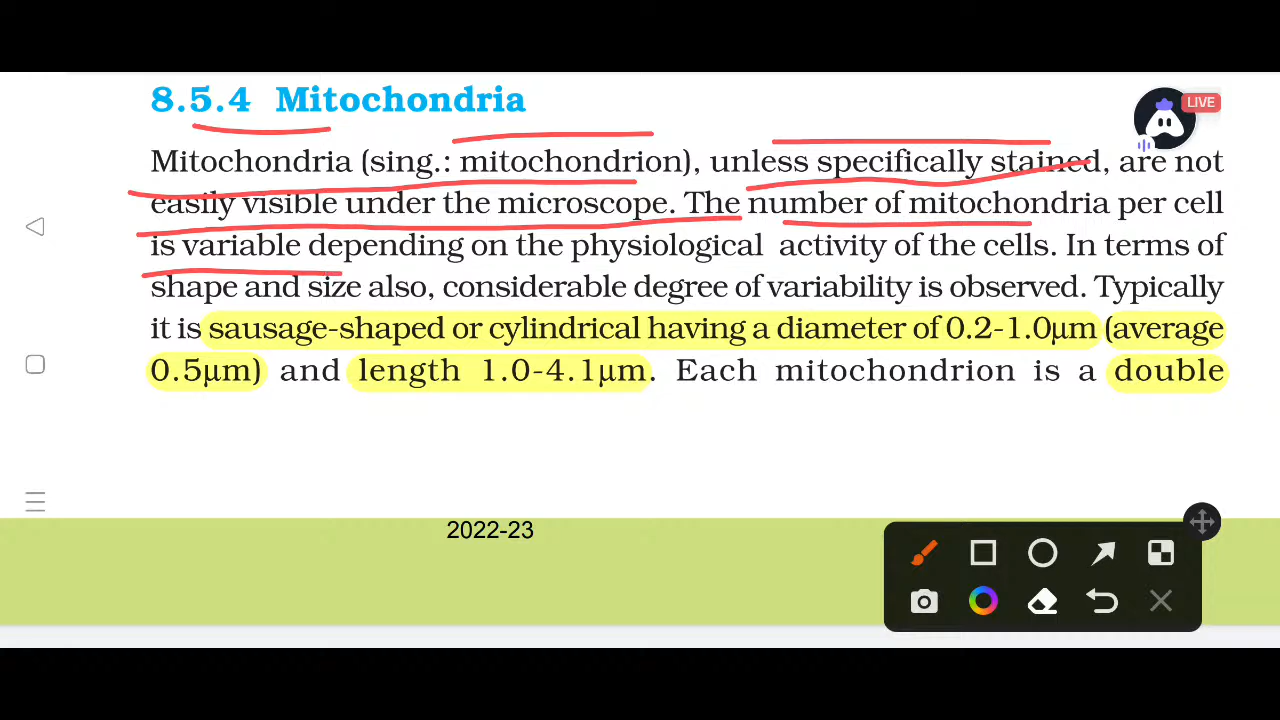 8.5.4 Mitochondria
LIVE
Mitochondria (sing.: mitochondrion), unless specifically stained, are not
easily visible under the microscope. The number of mitochondria per cell
is variable depending on the physiological activity of the cells. In terms of
shape and size also, considerable degree of variability is observed. Typically
it is sausage-shaped or cylindrical having a diameter of 0.2-1.0µm (average
0.5µm) and length 1.0-4.1µm. Each mitochondrion is a double
2022-23